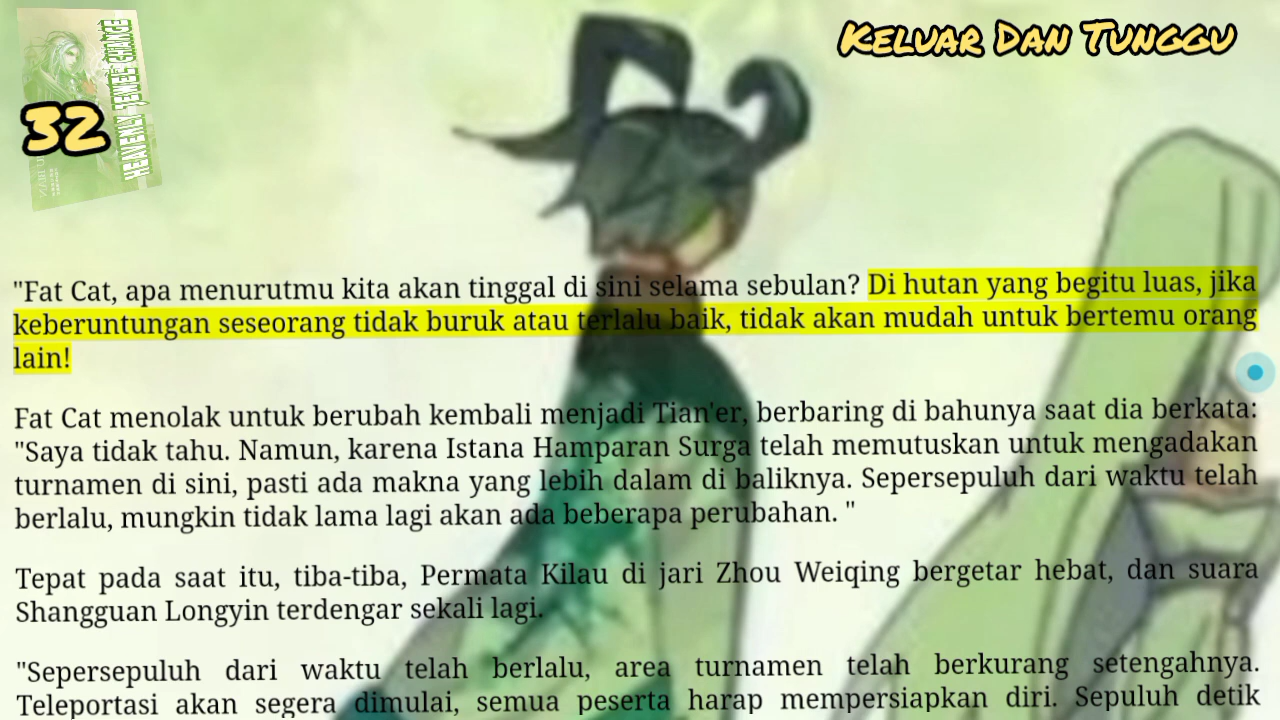 Keluar Dan Tunggu
32
HEAVENLY JEWEL CHANGE
"Fat Cat, apa menurutmu kita akan tinggal di sini selama sebulan? Di hutan yang begitu luas, jika
keberuntungan seseorang tidak buruk atau terlalu baik, tidak akan mudah untuk bertemu orang
lain!
Fat Cat menolak untuk berubah kembali menjadi Tian'er, berbaring di bahunya saat dia berkata:
"Saya tidak tahu. Namun, karena Istana Hamparan Surga telah memutuskan untuk mengadakan
turnamen di sini, pasti ada makna yang lebih dalam di baliknya. Sepersepuluh dari waktu telah
berlalu, mungkin tidak lama lagi akan ada beberapa perubahan. "
Tepat pada saat itu, tiba-tiba, Permata Kilau di jari Zhou Weiqing bergetar hebat, dan suara
Shangguan Longyin terdengar sekali lagi.
"Sepersepuluh dari waktu telah berlalu, area turnamen telah berkurang setengahnya.
Teleportasi akan segera dimulai, semua peserta harap mempersiapkan diri. Sepuluh detik